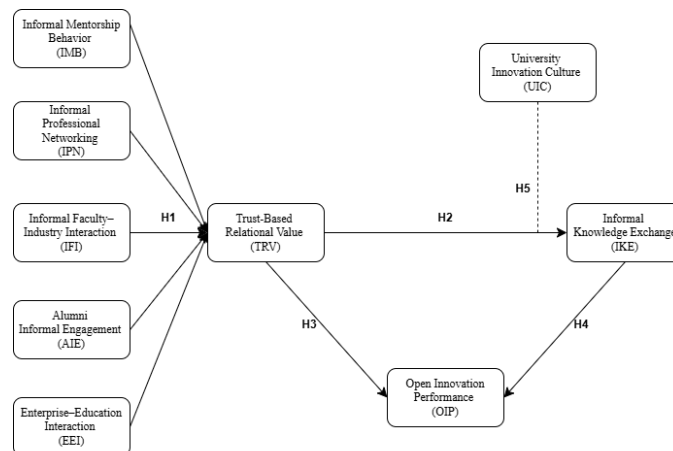 Informal Mentorship
Behavior
(IMB)
University
Innovation Culture
(UIC)
Informal
Professional
Networking
(IPN)
H5
Informal Faculty–
Industry Interaction
(IFI)
H1
Trust-Based
Relational Value
(TRV)
H2
Informal
Knowledge Exchange
(IKE)
Alumni
Informal Engagement
(AIE)
H3
H4
Open Innovation
Performance
(OIP)
Enterprise–Education
Interaction
(EEI)